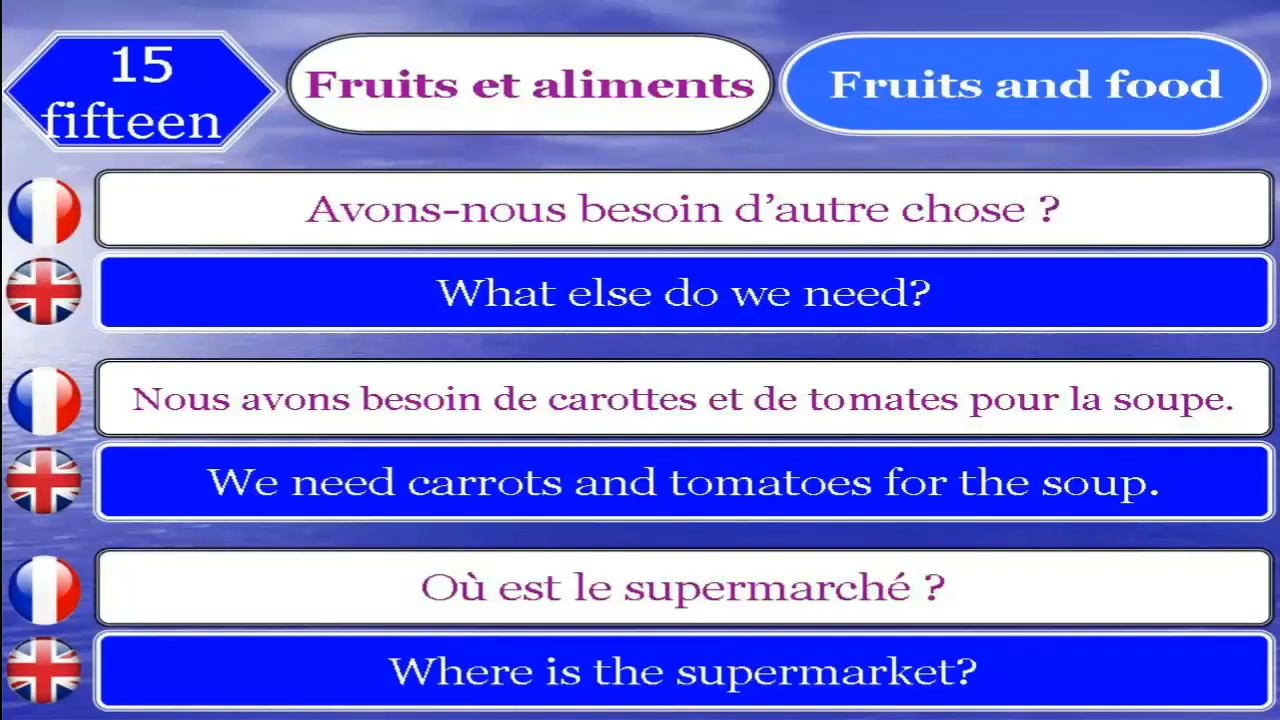 15
fifteen
Fruits et aliments
Fruits and food
Avons-nous besoin d’autre chose ?
What else do we need?
Nous avons besoin de carottes et de tomates pour la soupe.
We need carrots and tomatoes for the soup.
Où est le supermarché ?
Where is the supermarket?